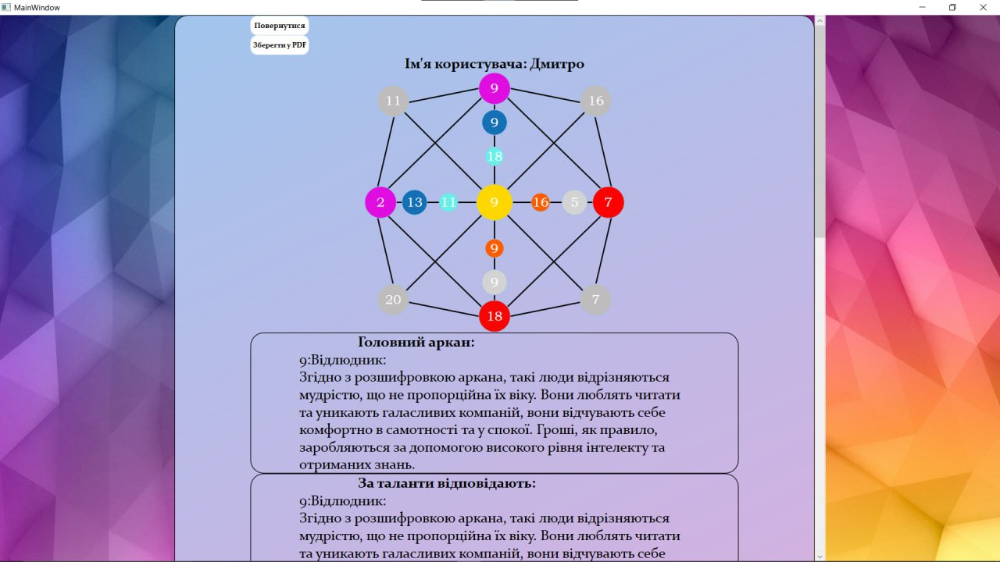 MainWindow
Повернутися
Зберегти у PDF
Ім'я користувача: Дмитро
11 9 16
9
18
2 13 11 9 16 5 7
9
9
20 18 7
Головний аркан:
9:Відлюдник:
Згідно з розшифровкою аркана, такі люди відрізняються
мудрістю, що не пропорційна їх віку. Вони люблять читати
та уникають галасливих компаній, вони відчувають себе
комфортно в самотності та у спокої. Гроші, як правило,
заробляються за допомогою високого рівня інтелекту та
отриманих знань.
За таланти відповідають:
9:Відлюдник:
Згідно з розшифровкою аркана, такі люди відрізняються
мудрістю, що не пропорційна їх віку. Вони люблять читати
та уникають галасливих компаній, вони відчувають себе